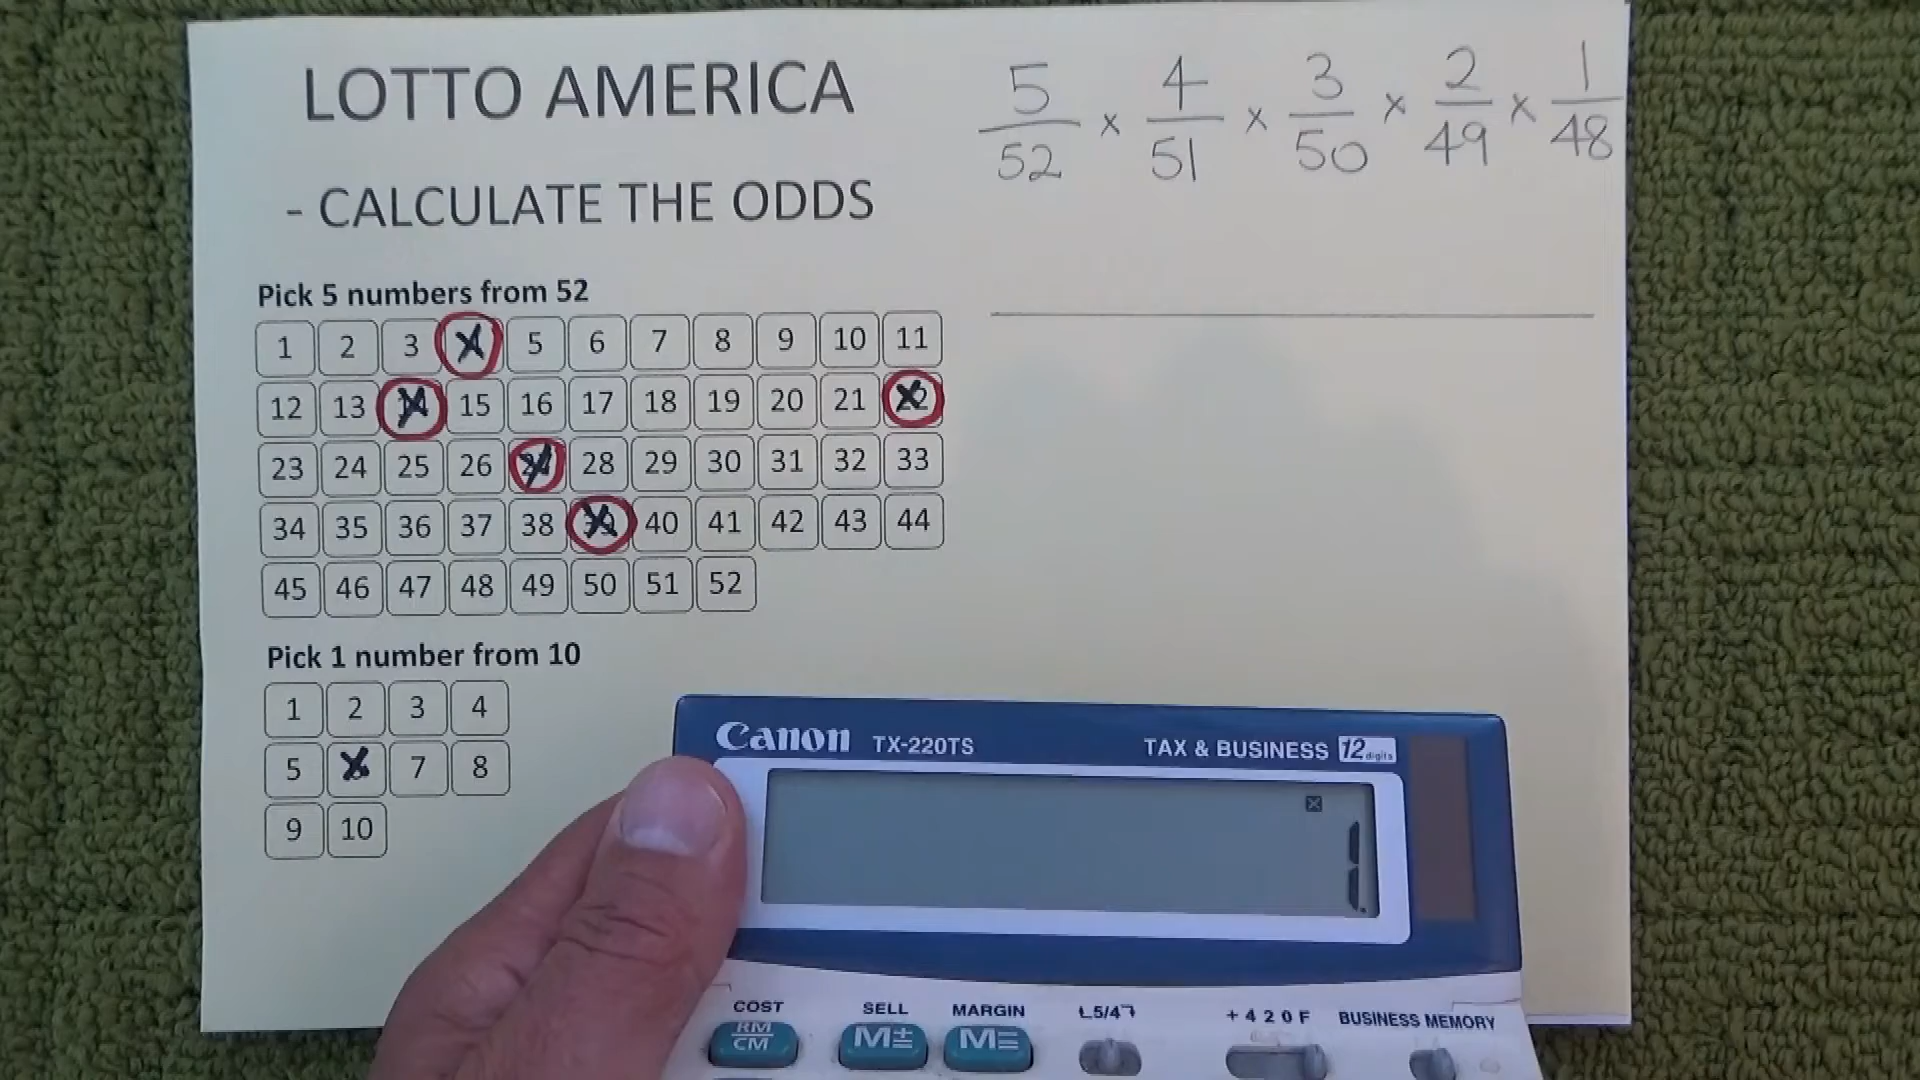 LOTTO AMERICA
- CALCULATE THE ODDS
5/52 × 4/51 × 3/50 × 2/49 × 1/48
Pick 5 numbers from 52
1 2 3 5 6 7 8 9 10 11
12 13 14 15 16 17 18 19 20 21 22
23 24 25 26 28 29 30 31 32 33
34 35 36 37 38 39 40 41 42 43 44
45 46 47 48 49 50 51 52
Pick 1 number from 10
1 2 3 4
5 7 8
9 10
Canon TX-220TS TAX & BUSINESS 12 digits
1.
COST SELL MARGIN 5/4 + 4 2 0 F BUSINESS MEMORY
RM/CM M± M=